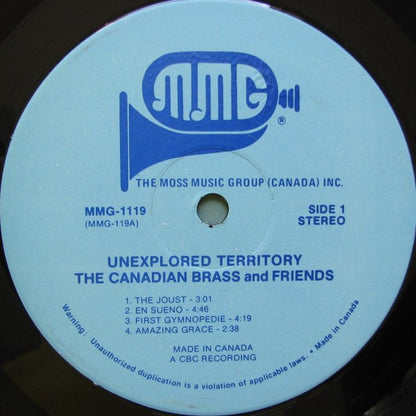 MMG
®
THE MOSS MUSIC GROUP (CANADA) INC.
MMG-1119
(MMG-119A)
SIDE 1
STEREO
UNEXPLORED TERRITORY
THE CANADIAN BRASS and FRIENDS
1. THE JOUST - 3:01
2. EN SUENO - 4:46
3. FIRST GYMNOPEDIE - 4:19
4. AMAZING GRACE - 2:38
MADE IN CANADA
A CBC RECORDING
Warning: Unauthorized duplication is a violation of applicable laws. • Made in Canada